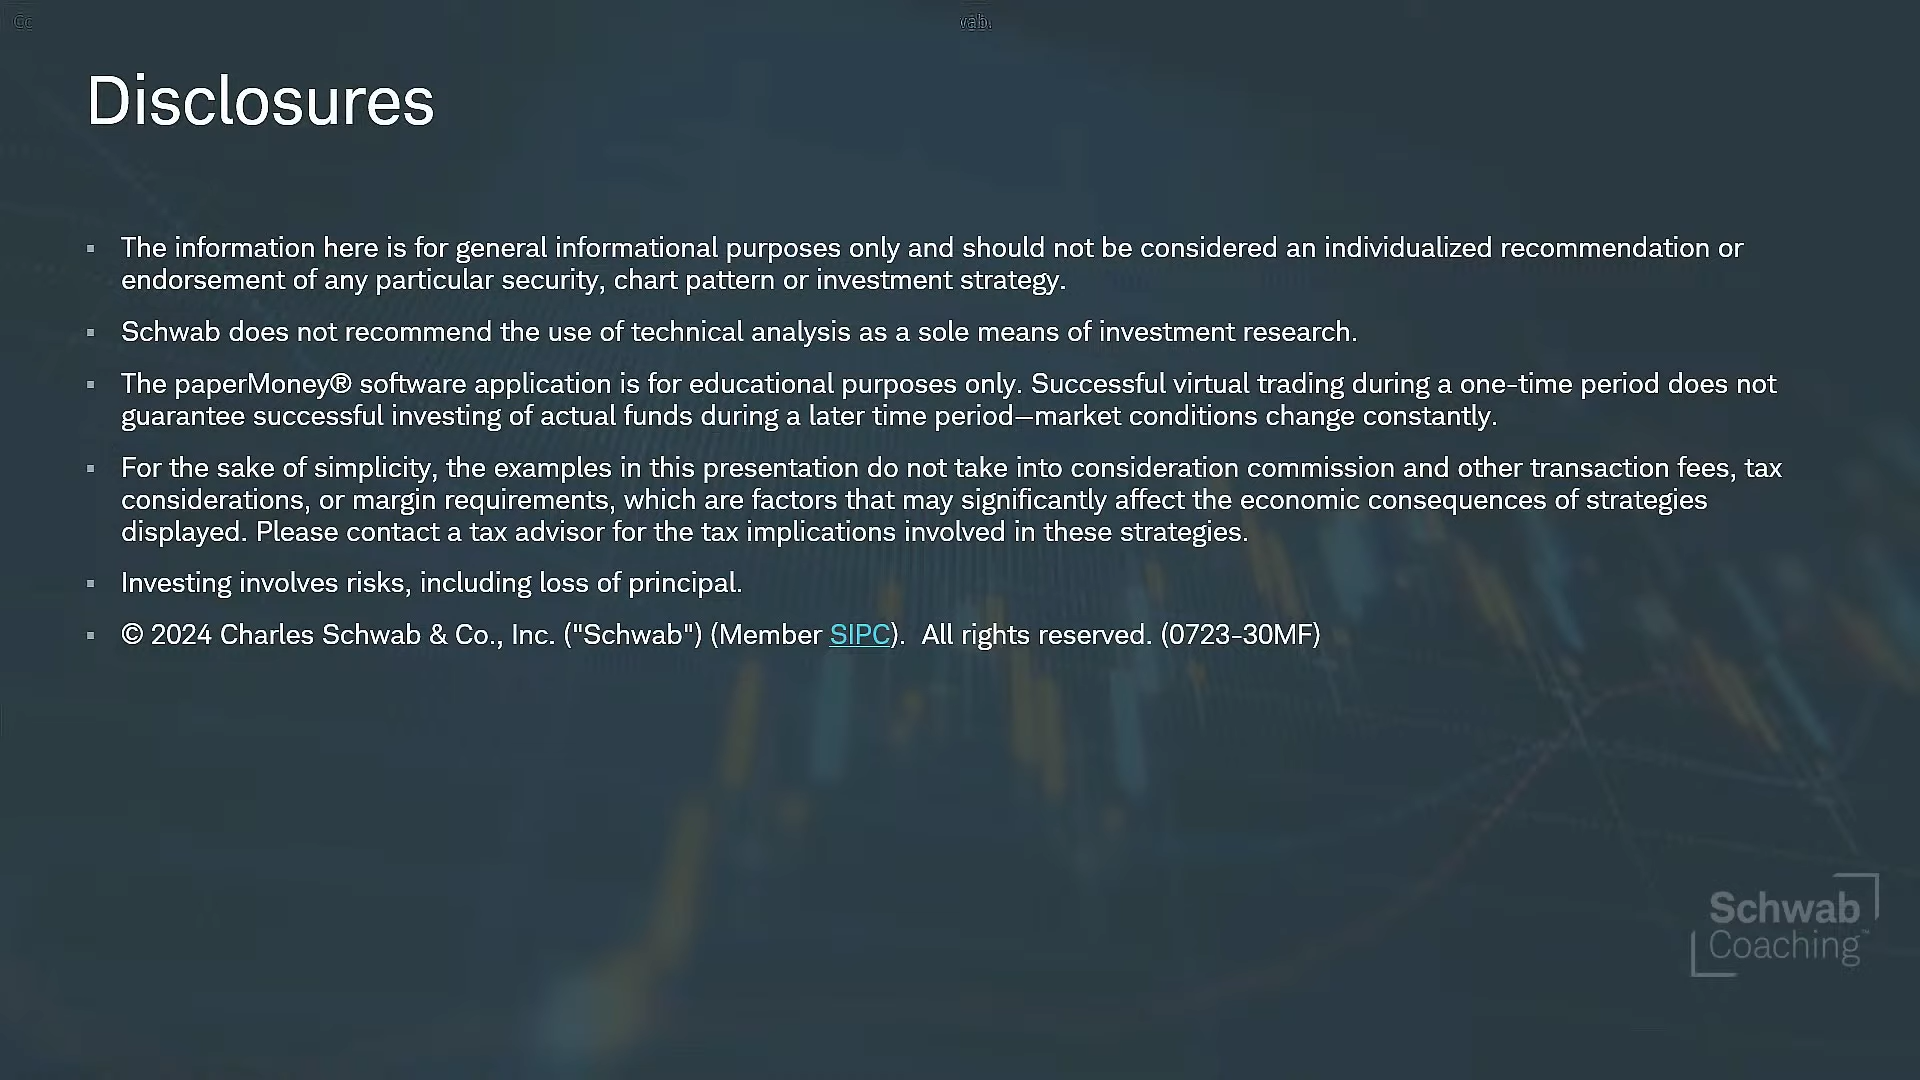 Disclosures
▪ The information here is for general informational purposes only and should not be considered an individualized recommendation or
endorsement of any particular security, chart pattern or investment strategy.
▪ Schwab does not recommend the use of technical analysis as a sole means of investment research.
▪ The paperMoney® software application is for educational purposes only. Successful virtual trading during a one-time period does not
guarantee successful investing of actual funds during a later time period—market conditions change constantly.
▪ For the sake of simplicity, the examples in this presentation do not take into consideration commission and other transaction fees, tax
considerations, or margin requirements, which are factors that may significantly affect the economic consequences of strategies
displayed. Please contact a tax advisor for the tax implications involved in these strategies.
▪ Investing involves risks, including loss of principal.
▪ © 2024 Charles Schwab & Co., Inc. ("Schwab") (Member SIPC).  All rights reserved. (0723-30MF)
Schwab
Coaching™